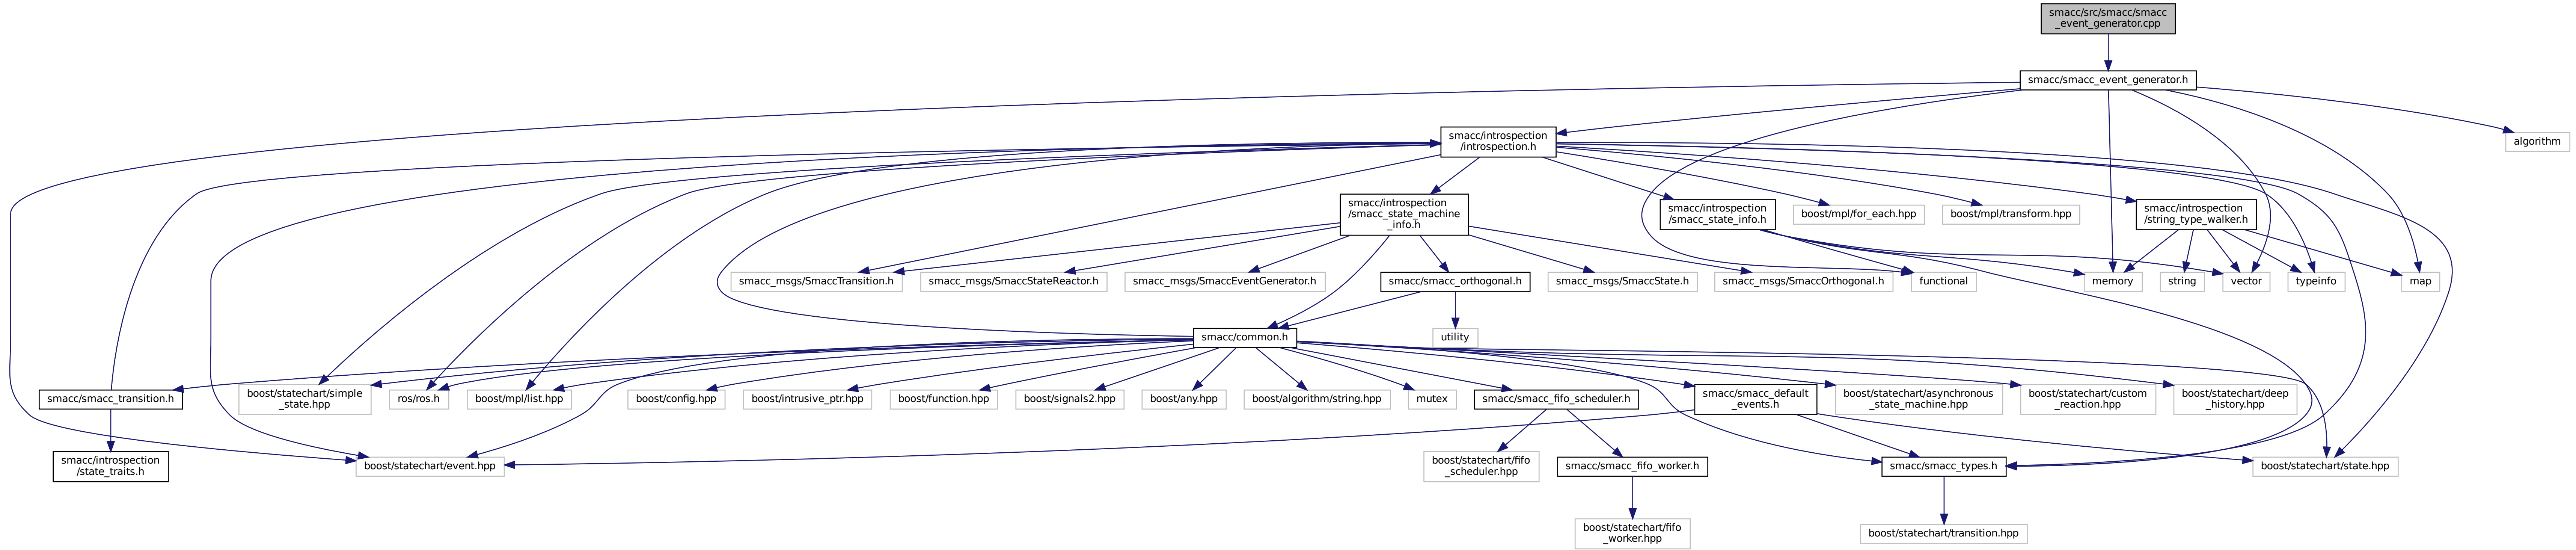 smacc/src/smacc/smacc
_event_generator.cpp
smacc/smacc_event_generator.h
algorithm
smacc/introspection
/introspection.h
smacc/introspection
/smacc_state_machine
_info.h
smacc/introspection
/smacc_state_info.h
boost/mpl/for_each.hpp
boost/mpl/transform.hpp
smacc/introspection
/string_type_walker.h
smacc_msgs/SmaccTransition.h
smacc_msgs/SmaccStateReactor.h
smacc_msgs/SmaccEventGenerator.h
smacc/smacc_orthogonal.h
smacc_msgs/SmaccState.h
smacc_msgs/SmaccOrthogonal.h
functional
memory
string
vector
typeinfo
map
smacc/common.h
utility
smacc/smacc_transition.h
boost/statechart/simple
_state.hpp
ros/ros.h
boost/mpl/list.hpp
boost/config.hpp
boost/intrusive_ptr.hpp
boost/function.hpp
boost/signals2.hpp
boost/any.hpp
boost/algorithm/string.hpp
mutex
smacc/smacc_fifo_scheduler.h
smacc/smacc_default
_events.h
boost/statechart/asynchronous
_state_machine.hpp
boost/statechart/custom
_reaction.hpp
boost/statechart/deep
_history.hpp
smacc/introspection
/state_traits.h
boost/statechart/event.hpp
boost/statechart/fifo
_scheduler.hpp
smacc/smacc_fifo_worker.h
smacc/smacc_types.h
boost/statechart/state.hpp
boost/statechart/fifo
_worker.hpp
boost/statechart/transition.hpp